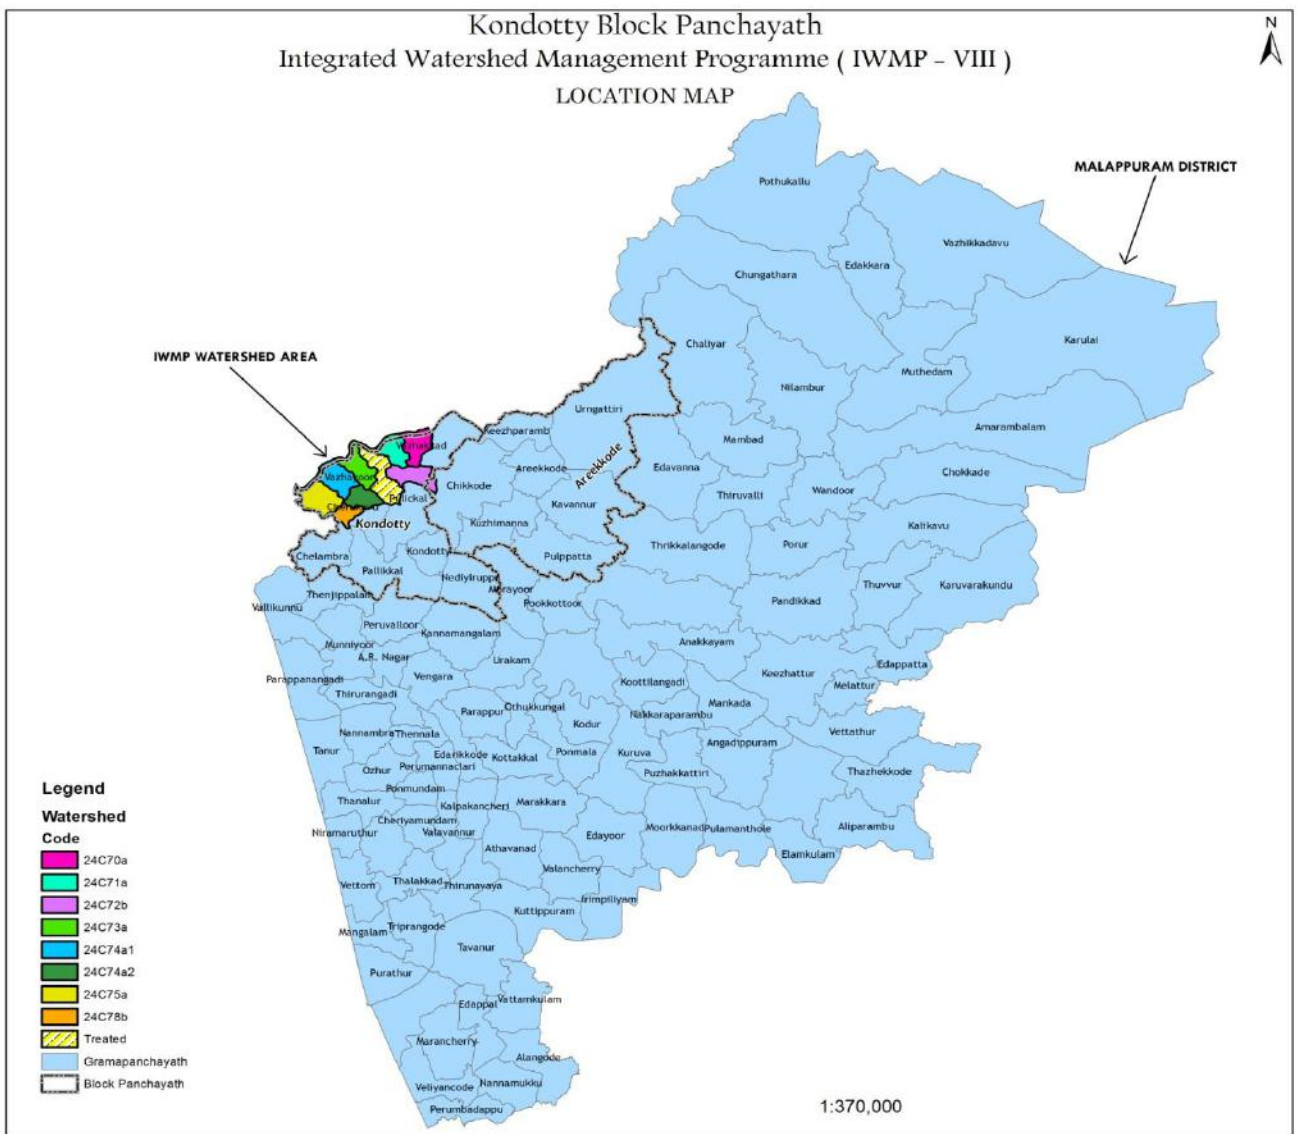 Kondotty Block Panchayath
Integrated Watershed Management Programme ( IWMP - VIII )
LOCATION MAP
N
MALAPPURAM DISTRICT
IWMP WATERSHED AREA
Pothukallu
Vazhikkadavu
Edakkara
Chungathara
Karulai
Chaliyar
Muthedam
Nilambur
Urngattiri
Amarambalam
Keezhparamb
Mambad
Areekkode
Areekkode
Edavanna
Chokkade
Chikkode
Thiruvalli
Wandoor
Kavannur
Pulickal
Kondotty
Kuzhimanna
Kalikavu
Thrikkalangode
Porur
Chelambra
Kondotty
Pulppatta
Pallikkal
Nediyiruppu
Morayoor
Thuvvur
Karuvarakundu
Thenjippalam
Pookkottoor
Pandikkad
Vallikunnu
Peruvalloor
Kannamangalam
Munniyoor
Anakkayam
A.R. Nagar
Urakam
Edappatta
Parappanangadi
Vengara
Koottilangadi
Keezhattur
Melattur
Thirurangadi
Parappur
Othukkungal
Mankada
Nakkaraparambu
Kodur
Nannambra
Thennala
Vettathur
Tanur
Edarikkode
Kottakkal
Ponmala
Kuruva
Angadippuram
Ozhur
Perumannaclari
Puzhakkattiri
Thazhekkode
Ponmundam
Thanalur
Kalpakancheri
Marakkara
Cheriyamundam
Niramaruthur
Valavannur
Edayoor
Moorkkanad
Pulamanthole
Aliparambu
Athavanad
Elamkulam
Valancherry
Vettom
Thalakkad
Thirunavaya
Irimpiliyam
Kuttippuram
Mangalam
Triprangode
Tavanur
Purathur
Edappal
Vattamkulam
Marancherry
Alangode
Veliyancode
Nannamukku
Perumbadappu
Legend
Watershed
Code
24C70a
24C71a
24C72b
24C73a
24C74a1
24C74a2
24C75a
24C78b
Treated
Gramapanchayath
Block Panchayath
1:370,000